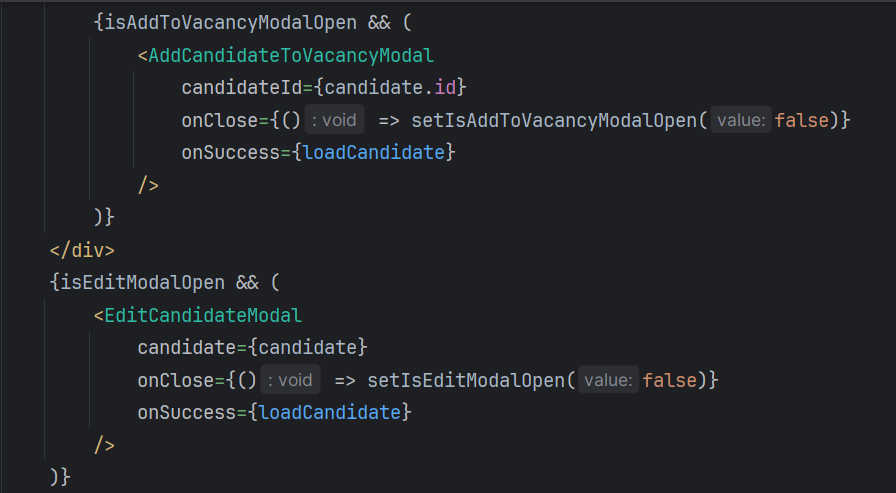 {isAddToVacancyModalOpen && (
<AddCandidateToVacancyModal
candidateId={candidate.id}
onClose={() : void => setIsAddToVacancyModalOpen( value: false)}
onSuccess={loadCandidate}
/>
)}
</div>
{isEditModalOpen && (
<EditCandidateModal
candidate={candidate}
onClose={() : void => setIsEditModalOpen( value: false)}
onSuccess={loadCandidate}
/>
)}